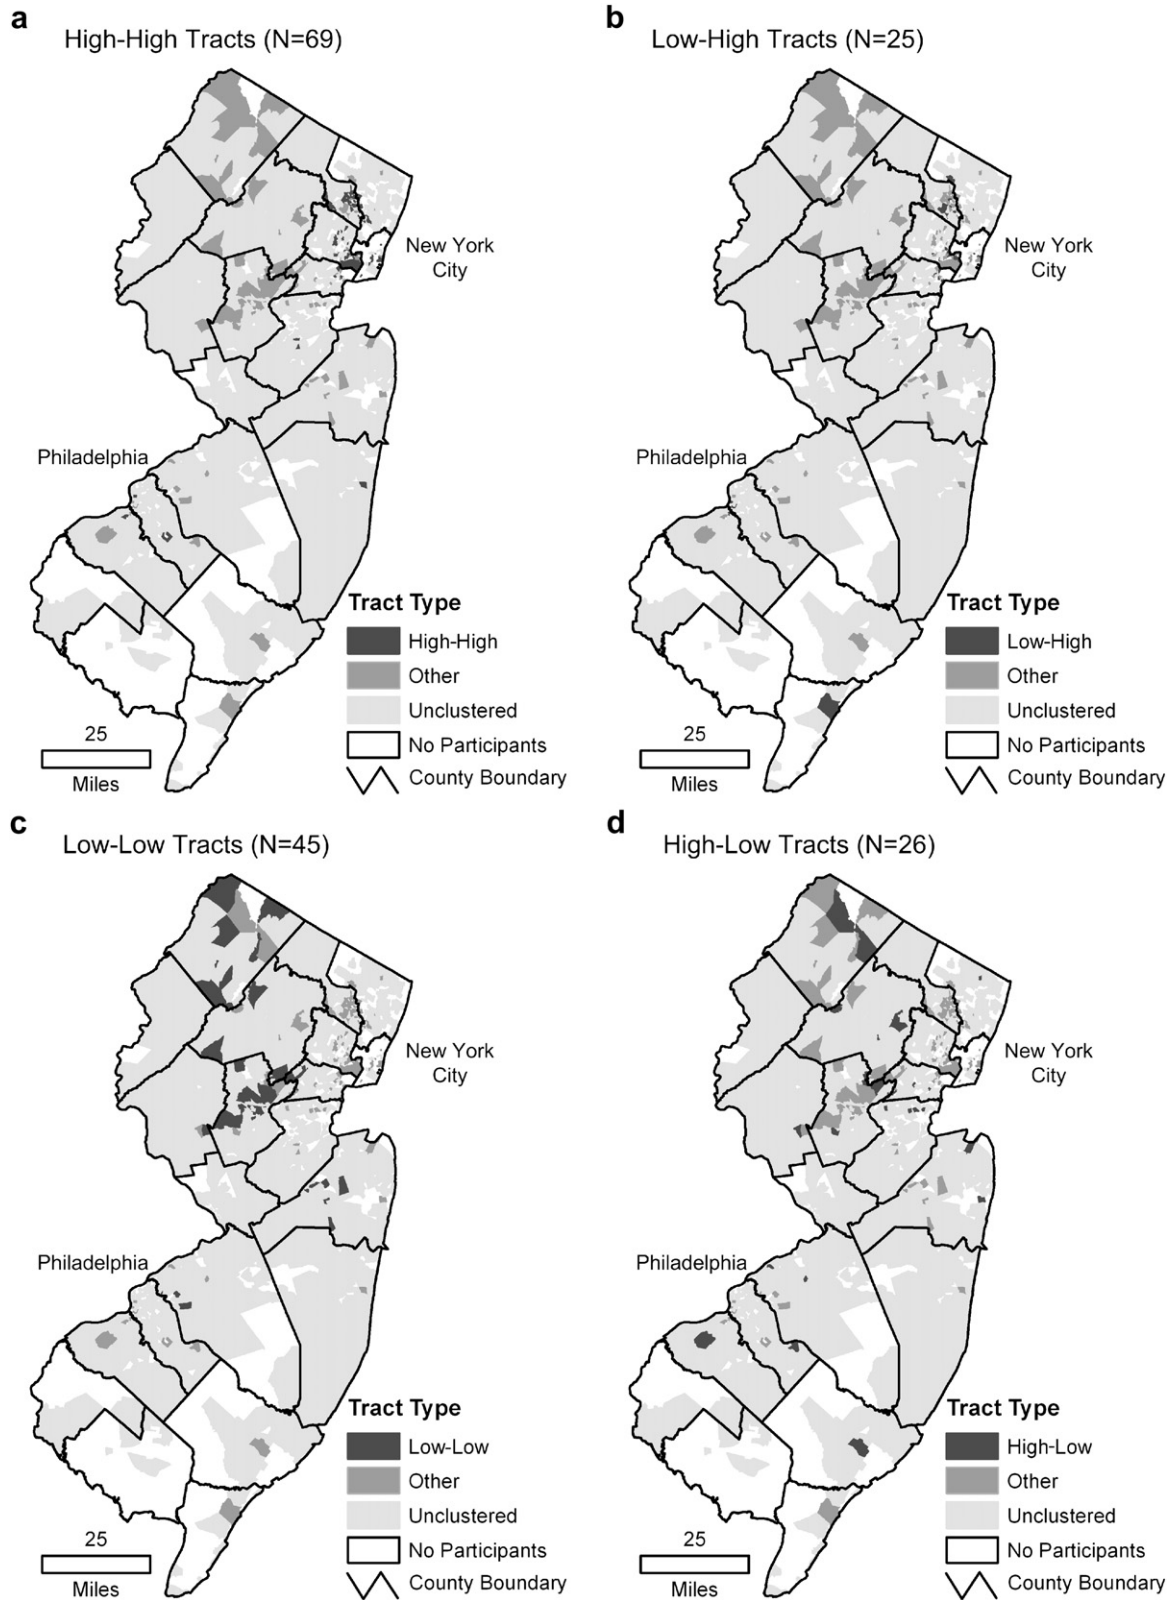 a
High-High Tracts (N=69)
New York
City
Philadelphia
Tract Type
High-High
Other
Unclustered
No Participants
County Boundary
25
Miles
b
Low-High Tracts (N=25)
New York
City
Philadelphia
Tract Type
Low-High
Other
Unclustered
No Participants
County Boundary
25
Miles
c
Low-Low Tracts (N=45)
New York
City
Philadelphia
Tract Type
Low-Low
Other
Unclustered
No Participants
County Boundary
25
Miles
d
High-Low Tracts (N=26)
New York
City
Philadelphia
Tract Type
High-Low
Other
Unclustered
No Participants
County Boundary
25
Miles